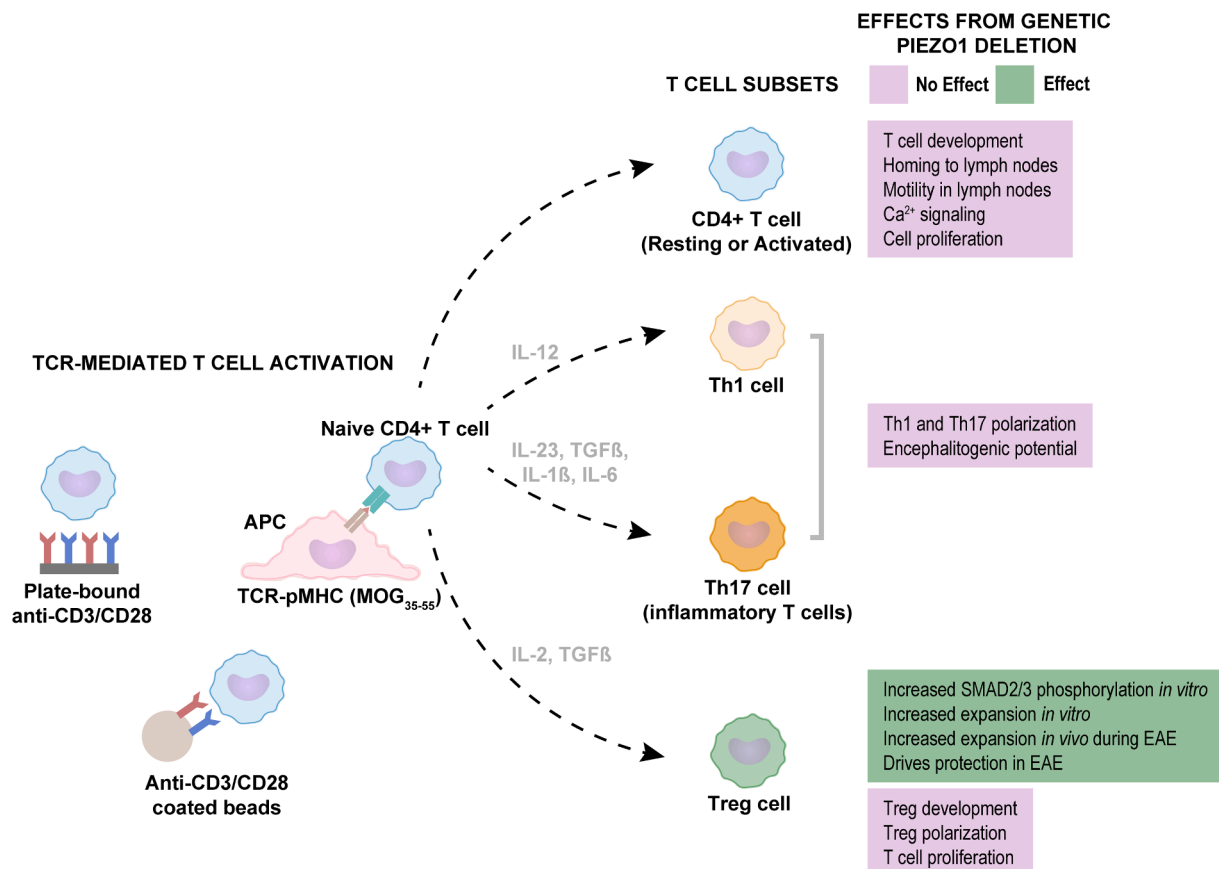 EFFECTS FROM GENETIC
PIEZO1 DELETION
No Effect
Effect
T CELL SUBSETS
T cell development
Homing to lymph nodes
Motility in lymph nodes
Ca²⁺ signaling
Cell proliferation
CD4+ T cell
(Resting or Activated)
TCR-MEDIATED T CELL ACTIVATION
IL-12
Th1 cell
Naive CD4+ T cell
Th1 and Th17 polarization
Encephalitogenic potential
IL-23, TGFß,
IL-1ß, IL-6
APC
TCR-pMHC (MOG₃₅₋₅₅)
Plate-bound
anti-CD3/CD28
Th17 cell
(inflammatory T cells)
IL-2, TGFß
Anti-CD3/CD28
coated beads
Increased SMAD2/3 phosphorylation in vitro
Increased expansion in vitro
Increased expansion in vivo during EAE
Drives protection in EAE
Treg cell
Treg development
Treg polarization
T cell proliferation